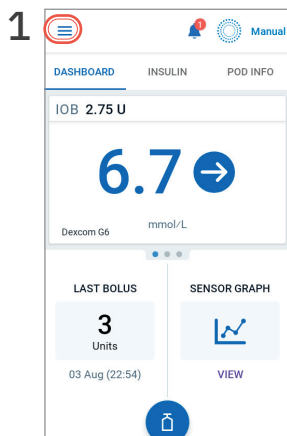 1
1
Manual
DASHBOARD INSULIN POD INFO
IOB 2.75 U
6.7
mmol/L
Dexcom G6
LAST BOLUS SENSOR GRAPH
3
Units
03 Aug (22:54) VIEW